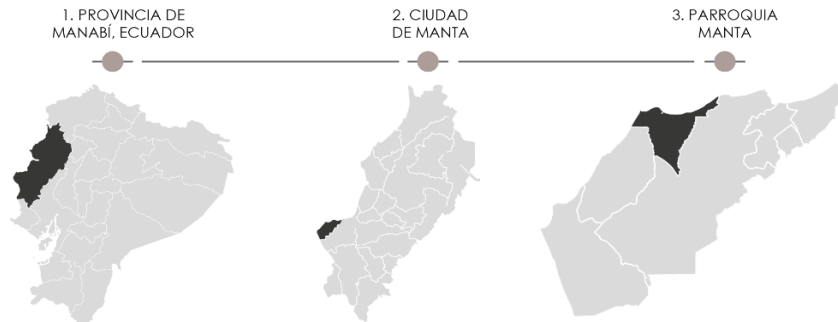 1. PROVINCIA DE
MANABÍ, ECUADOR
2. CIUDAD
DE MANTA
3. PARROQUIA
MANTA